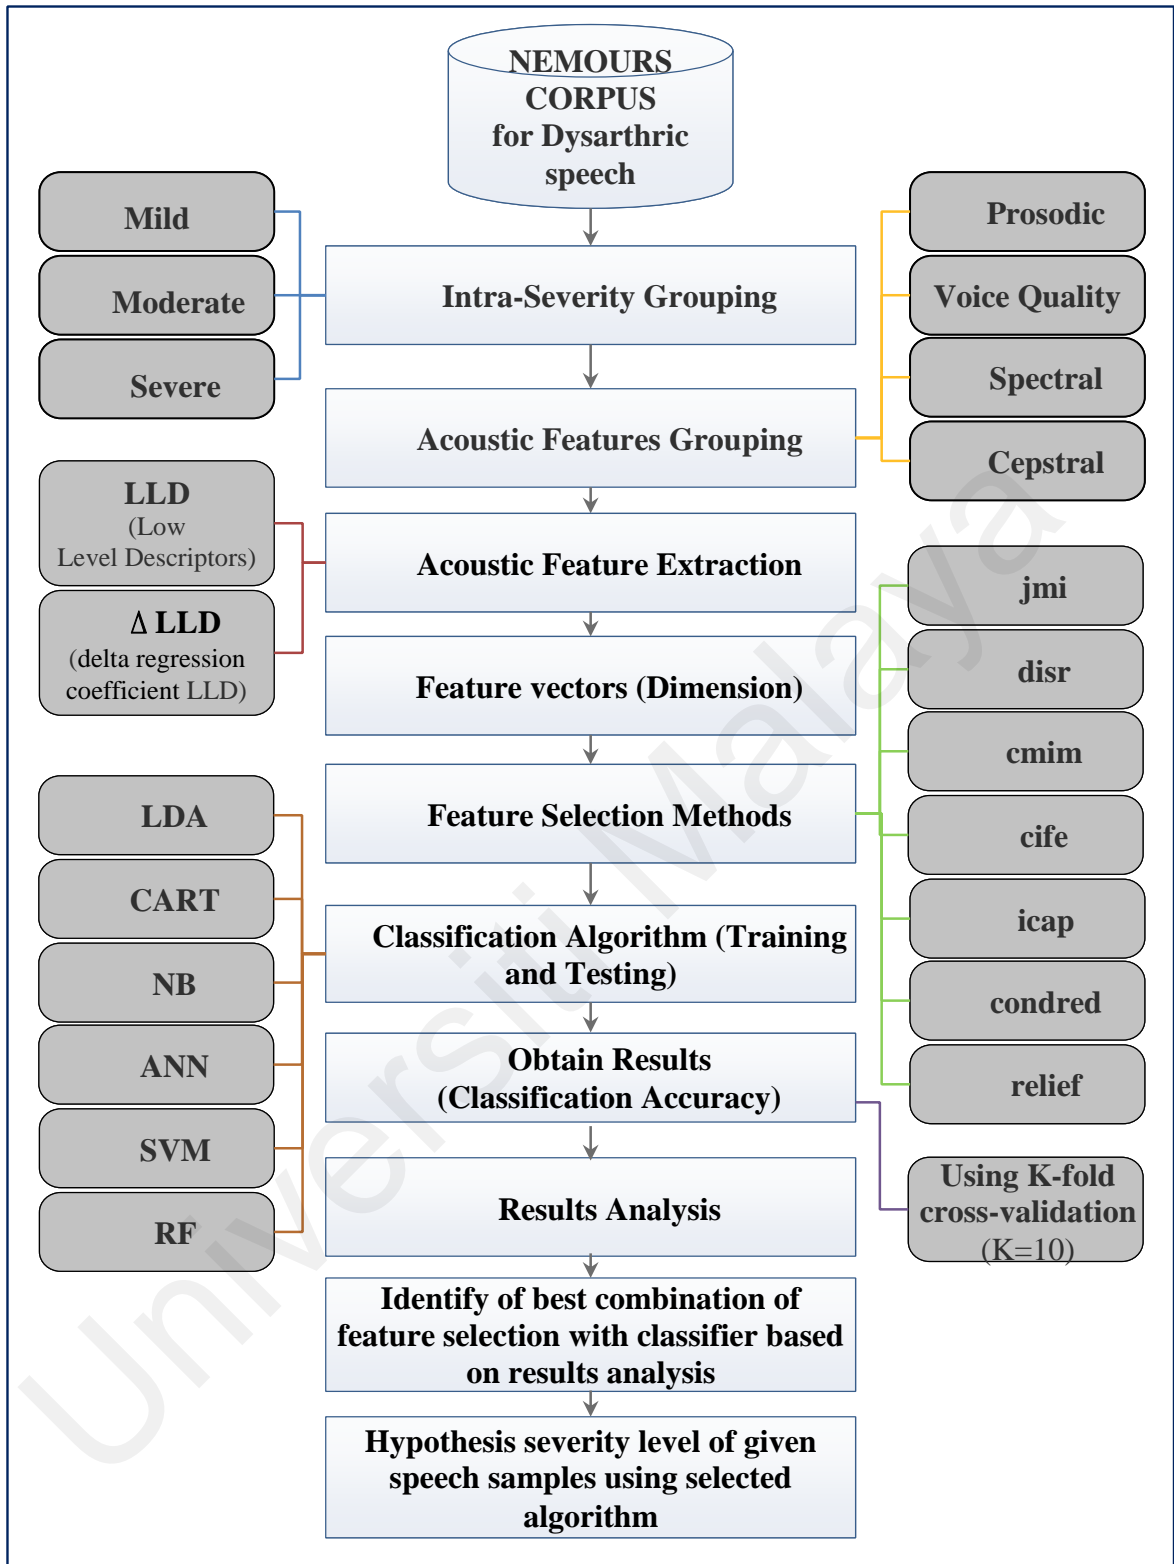 NEMOURS
CORPUS
for Dysarthric
speech
Mild
Moderate
Severe
Intra-Severity Grouping
Prosodic
Voice Quality
Spectral
Cepstral
Acoustic Features Grouping
LLD
(Low
Level Descriptors)
Δ LLD
(delta regression
coefficient LLD)
Acoustic Feature Extraction
Feature vectors (Dimension)
Feature Selection Methods
jmi
disr
cmim
cife
icap
condred
relief
LDA
CART
NB
ANN
SVM
RF
Classification Algorithm (Training
and Testing)
Obtain Results
(Classification Accuracy)
Using K-fold
cross-validation
(K=10)
Results Analysis
Identify of best combination of
feature selection with classifier based
on results analysis
Hypothesis severity level of given
speech samples using selected
algorithm
Universiti Malaya